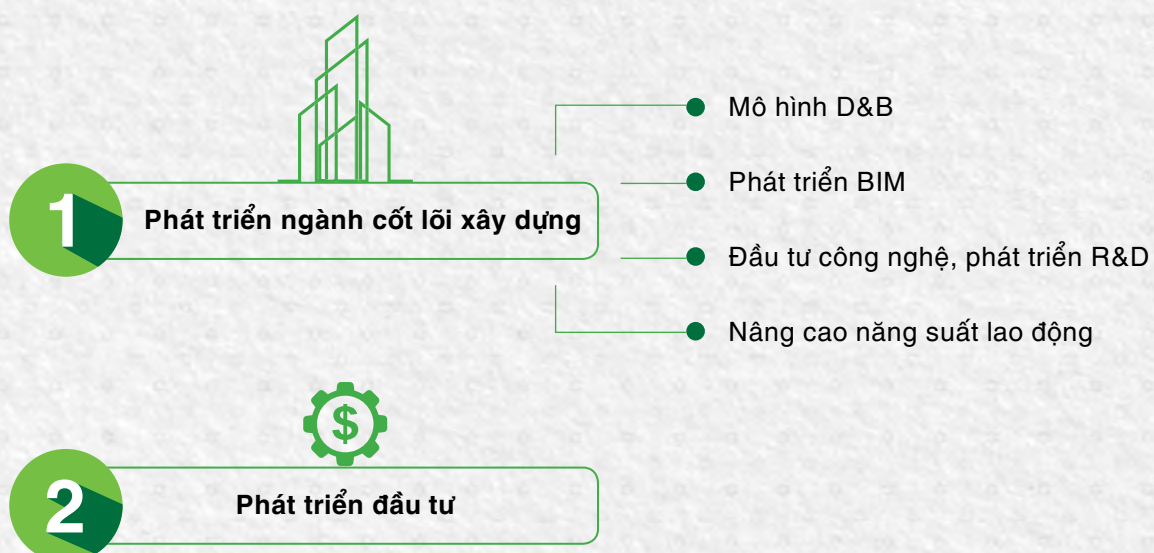 1
Phát triển ngành cốt lõi xây dựng
Mô hình D&B
Phát triển BIM
Đầu tư công nghệ, phát triển R&D
Nâng cao năng suất lao động
$
2
Phát triển đầu tư